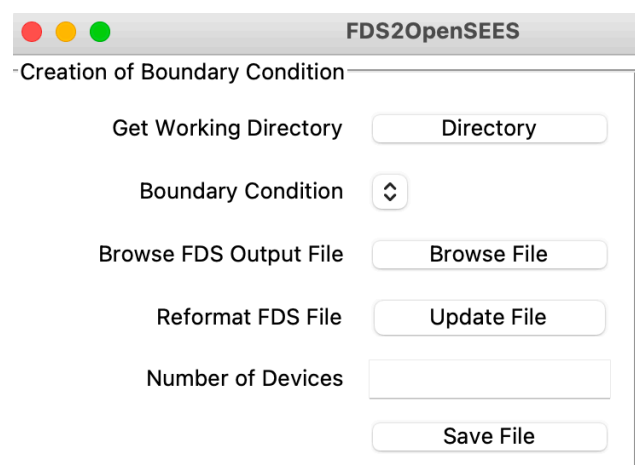 FDS2OpenSEES
Creation of Boundary Condition
Get Working Directory Directory
Boundary Condition
Browse FDS Output File Browse File
Reformat FDS File Update File
Number of Devices
Save File